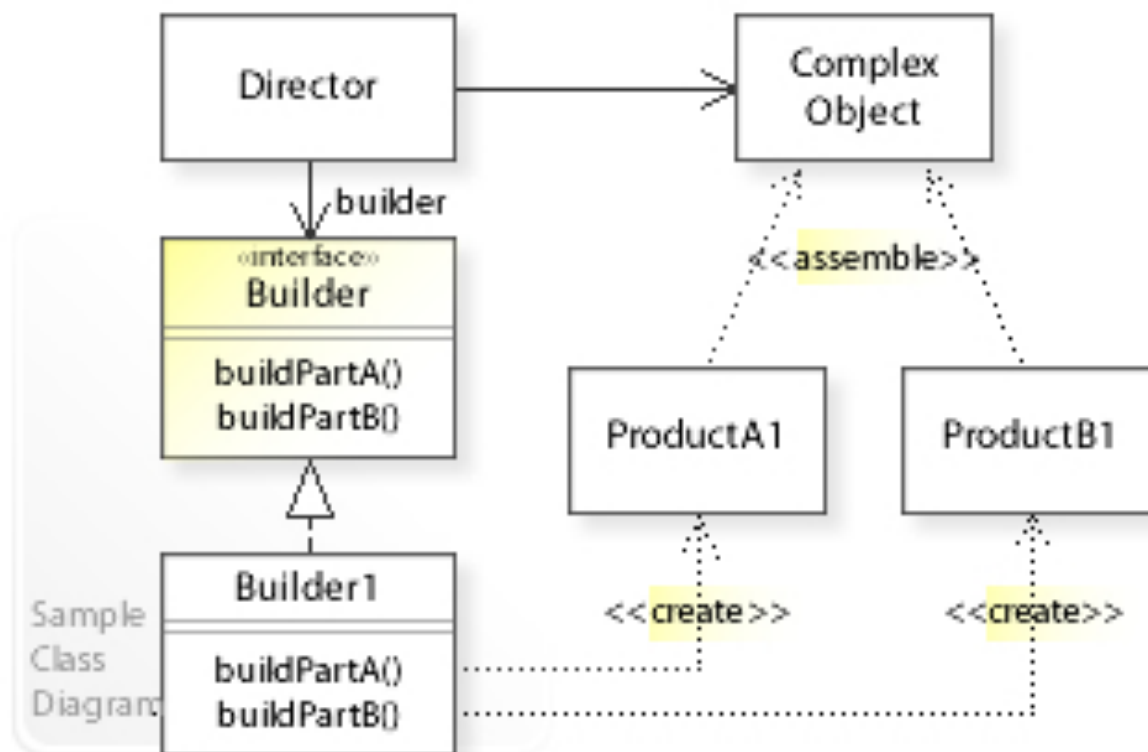 Director
Complex
Object
builder
«interface»
Builder
buildPartA()
buildPartB()
<<assemble>>
ProductA1
ProductB1
Builder1
buildPartA()
buildPartB()
<<create>>
<<create>>
Sample
Class
Diagram